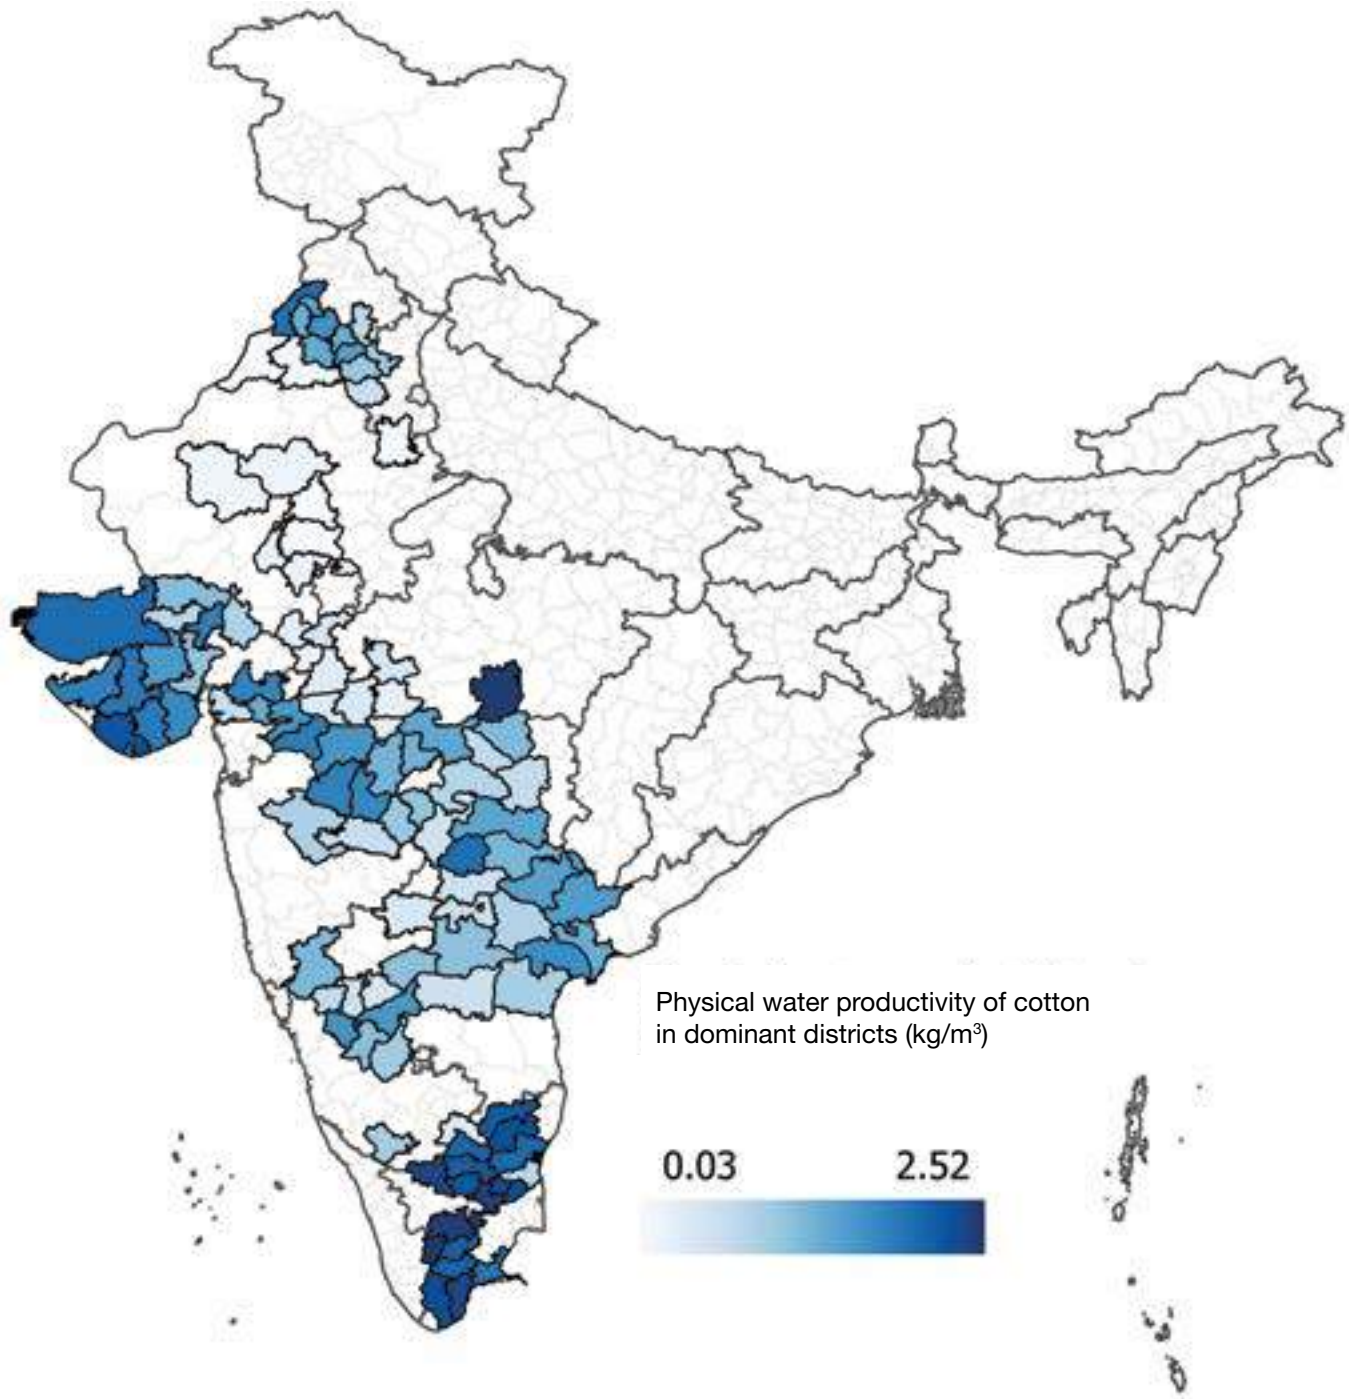 Physical water productivity of cotton
in dominant districts (kg/m³)
0.03 2.52